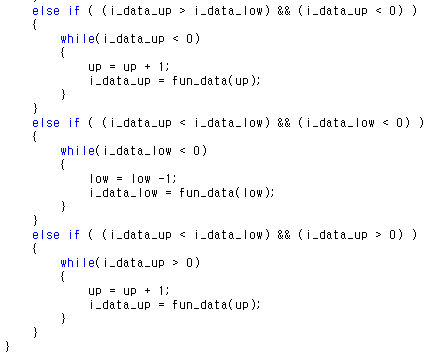 else if ( (i_data_up > i_data_low) && (i_data_up < 0) )
{
while(i_data_up < 0)
{
up = up + 1;
i_data_up = fun_data(up);
}
}
else if ( (i_data_up < i_data_low) && (i_data_low < 0) )
{
while(i_data_low < 0)
{
low = low -1;
i_data_low = fun_data(low);
}
}
else if ( (i_data_up < i_data_low) && (i_data_up > 0) )
{
while(i_data_up > 0)
{
up = up + 1;
i_data_up = fun_data(up);
}
}
}